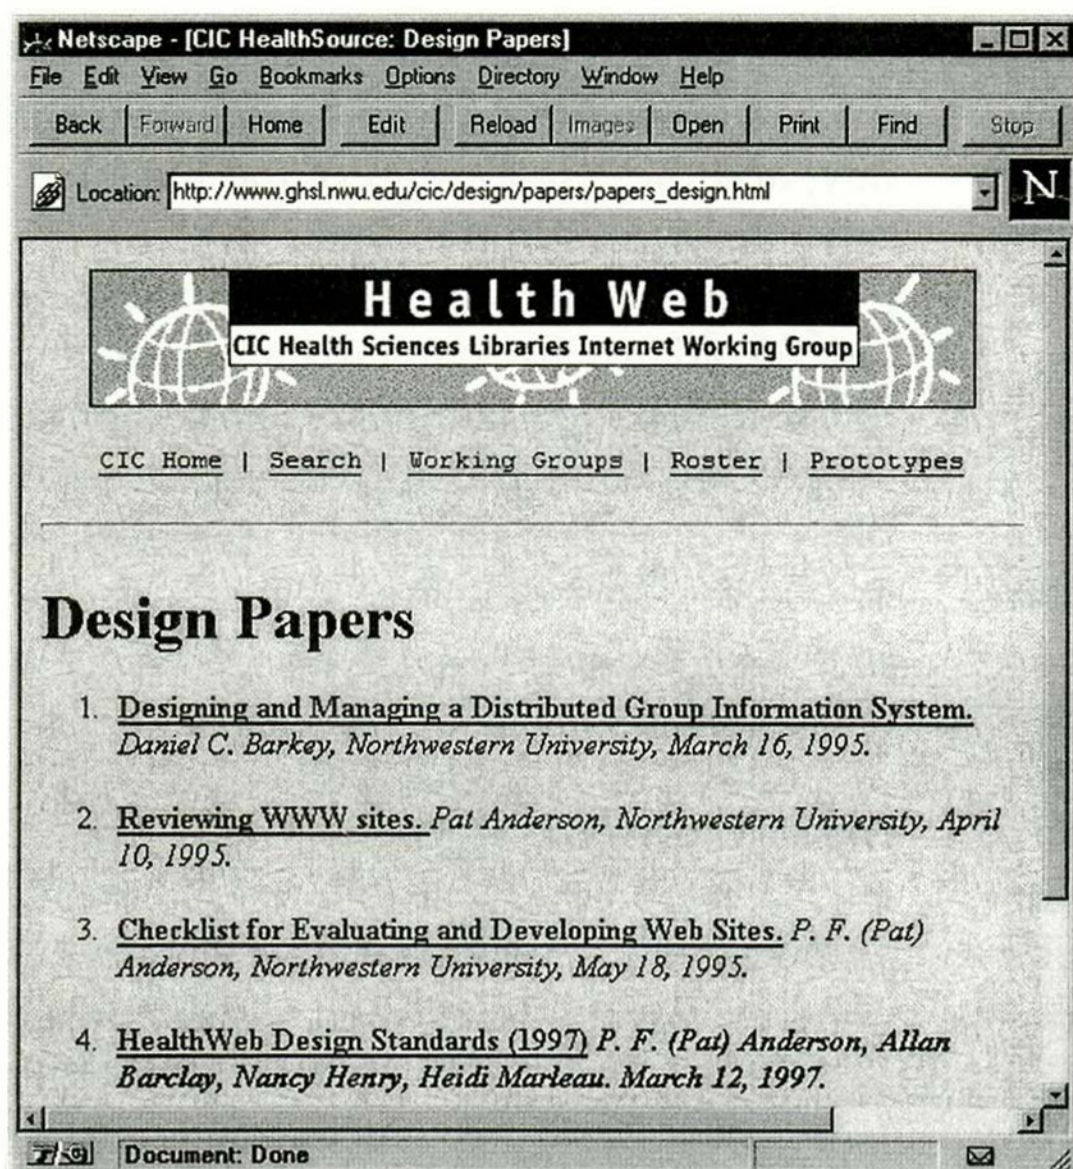 Netscape - [CIC HealthSource: Design Papers]
File Edit View Go Bookmarks Options Directory Window Help
Back Forward Home Edit Reload Images Open Print Find Stop
Location: http://www.ghsl.nwu.edu/cic/design/papers/papers_design.html
N
Health Web
CIC Health Sciences Libraries Internet Working Group
CIC Home | Search | Working Groups | Roster | Prototypes
Design Papers
1. Designing and Managing a Distributed Group Information System.
Daniel C. Barkey, Northwestern University, March 16, 1995.
2. Reviewing WWW sites. Pat Anderson, Northwestern University, April
10, 1995.
3. Checklist for Evaluating and Developing Web Sites. P. F. (Pat)
Anderson, Northwestern University, May 18, 1995.
4. HealthWeb Design Standards (1997) P. F. (Pat) Anderson, Allan
Barclay, Nancy Henry, Heidi Marleau. March 12, 1997.
Document: Done